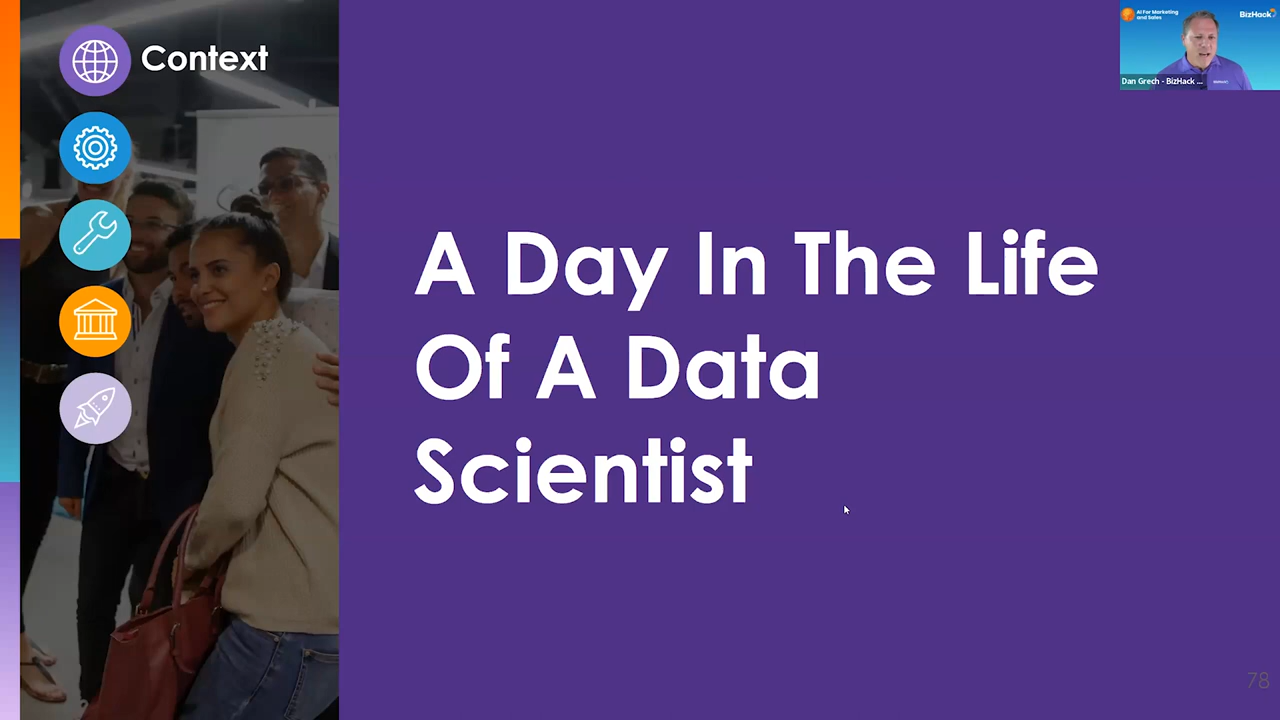 Context
AI For Marketing
and Sales
BizHack
Dan Grech - BizHack ...
A Day In The Life
Of A Data
Scientist
78